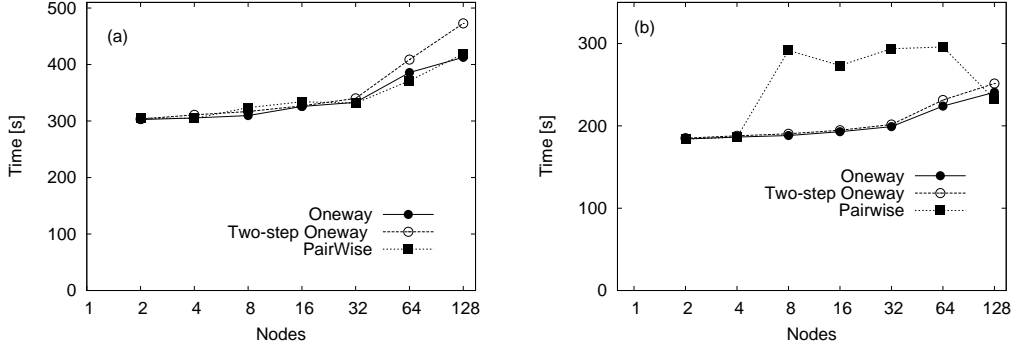 (a)
Time [s]
500
400
300
200
100
0
Oneway
Two-step Oneway
PairWise
1 2 4 8 16 32 64 128
Nodes
(b)
Time [s]
300
200
100
0
Oneway
Two-step Oneway
Pairwise
1 2 4 8 16 32 64 128
Nodes